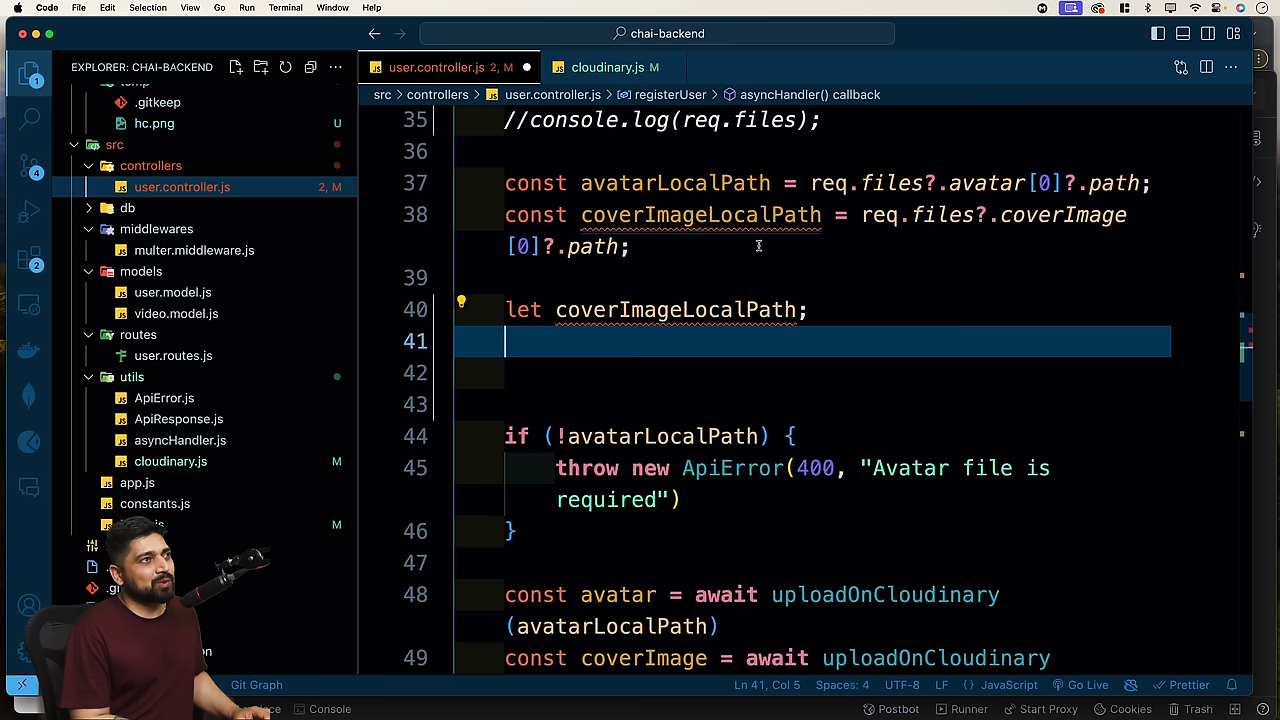 Code File Edit Selection View Go Run Terminal Window Help
chai-backend
EXPLORER: CHAI-BACKEND
user.controller.js 2, M
cloudinary.js M
src > controllers > JS user.controller.js > registerUser > asyncHandler() callback
.gitkeep
hc.png U
src
controllers
user.controller.js 2, M
db
middlewares
multer.middleware.js
models
user.model.js
video.model.js
routes
user.routes.js
utils
ApiError.js
ApiResponse.js
asyncHandler.js
cloudinary.js M
app.js
constants.js
M
35 //console.log(req.files);
36
37 const avatarLocalPath = req.files?.avatar[0]?.path;
38 const coverImageLocalPath = req.files?.coverImage
[0]?.path;
39
40 let coverImageLocalPath;
41
42
43
44 if (!avatarLocalPath) {
45 throw new ApiError(400, "Avatar file is
required")
46 }
47
48 const avatar = await uploadOnCloudinary
(avatarLocalPath)
49 const coverImage = await uploadOnCloudinary
Git Graph
Ln 41, Col 5 Spaces: 4 UTF-8 LF {} JavaScript Go Live Prettier
Console
Postbot Runner Start Proxy Cookies Trash